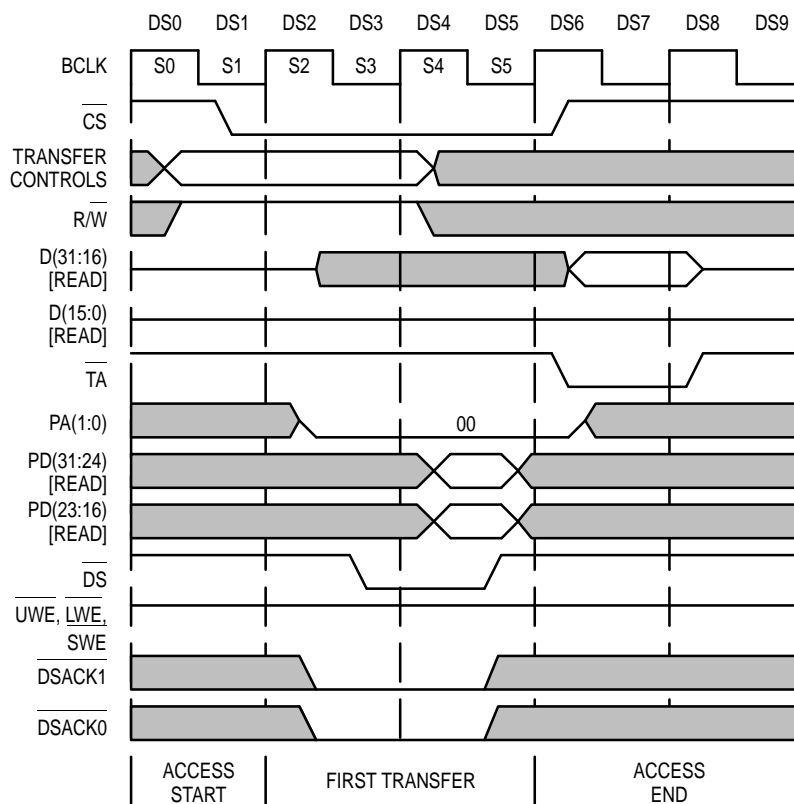 DS0 DS1 DS2 DS3 DS4 DS5 DS6 DS7 DS8 DS9
BCLK S0 S1 S2 S3 S4 S5
CS
TRANSFER
CONTROLS
R/W
D(31:16)
[READ]
D(15:0)
[READ]
TA
PA(1:0) 00
PD(31:24)
[READ]
PD(23:16)
[READ]
DS
UWE, LWE,
SWE
DSACK1
DSACK0
ACCESS
START
FIRST TRANSFER
ACCESS
END